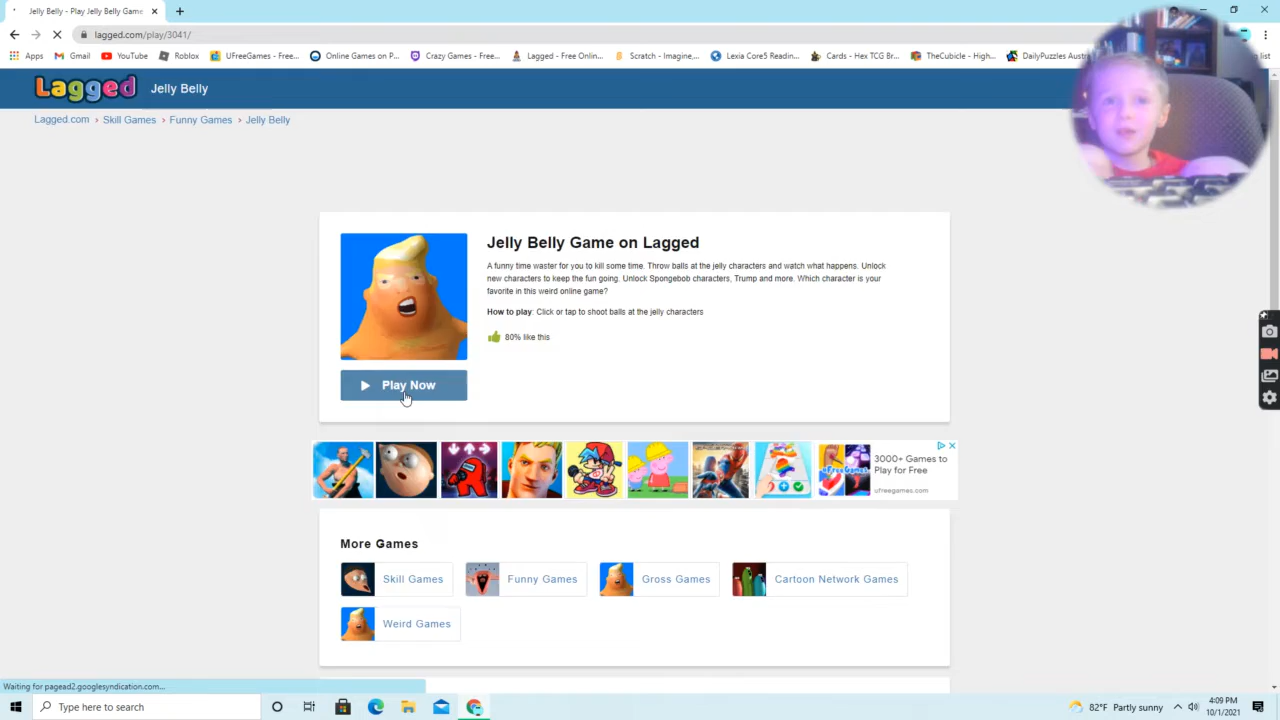 Jelly Belly - Play Jelly Belly Game
lagged.com/play/3041/
Apps
Gmail
YouTube
Roblox
UFreeGames - Free...
Online Games on P...
Crazy Games - Free...
Lagged - Free Onlin...
Scratch - Imagine,...
Lexia Core5 Readin...
Cards - Hex TCG Br...
TheCubicle - High...
DailyPuzzles Aust
list
Lagged
Jelly Belly
Lagged.com › Skill Games › Funny Games › Jelly Belly
Jelly Belly Game on Lagged
A funny time waster for you to kill some time. Throw balls at the jelly characters and watch what happens. Unlock
new characters to keep the fun going. Unlock Spongebob characters, Trump and more. Which character is your
favorite in this weird online game?
How to play: Click or tap to shoot balls at the jelly characters
80% like this
Play Now
3000+ Games to
Play for Free
ufreegames.com
More Games
Skill Games
Funny Games
Gross Games
Cartoon Network Games
Weird Games
Waiting for pagead2.googlesyndication.com...
Type here to search
82°F Partly sunny
4:09 PM
10/1/2021